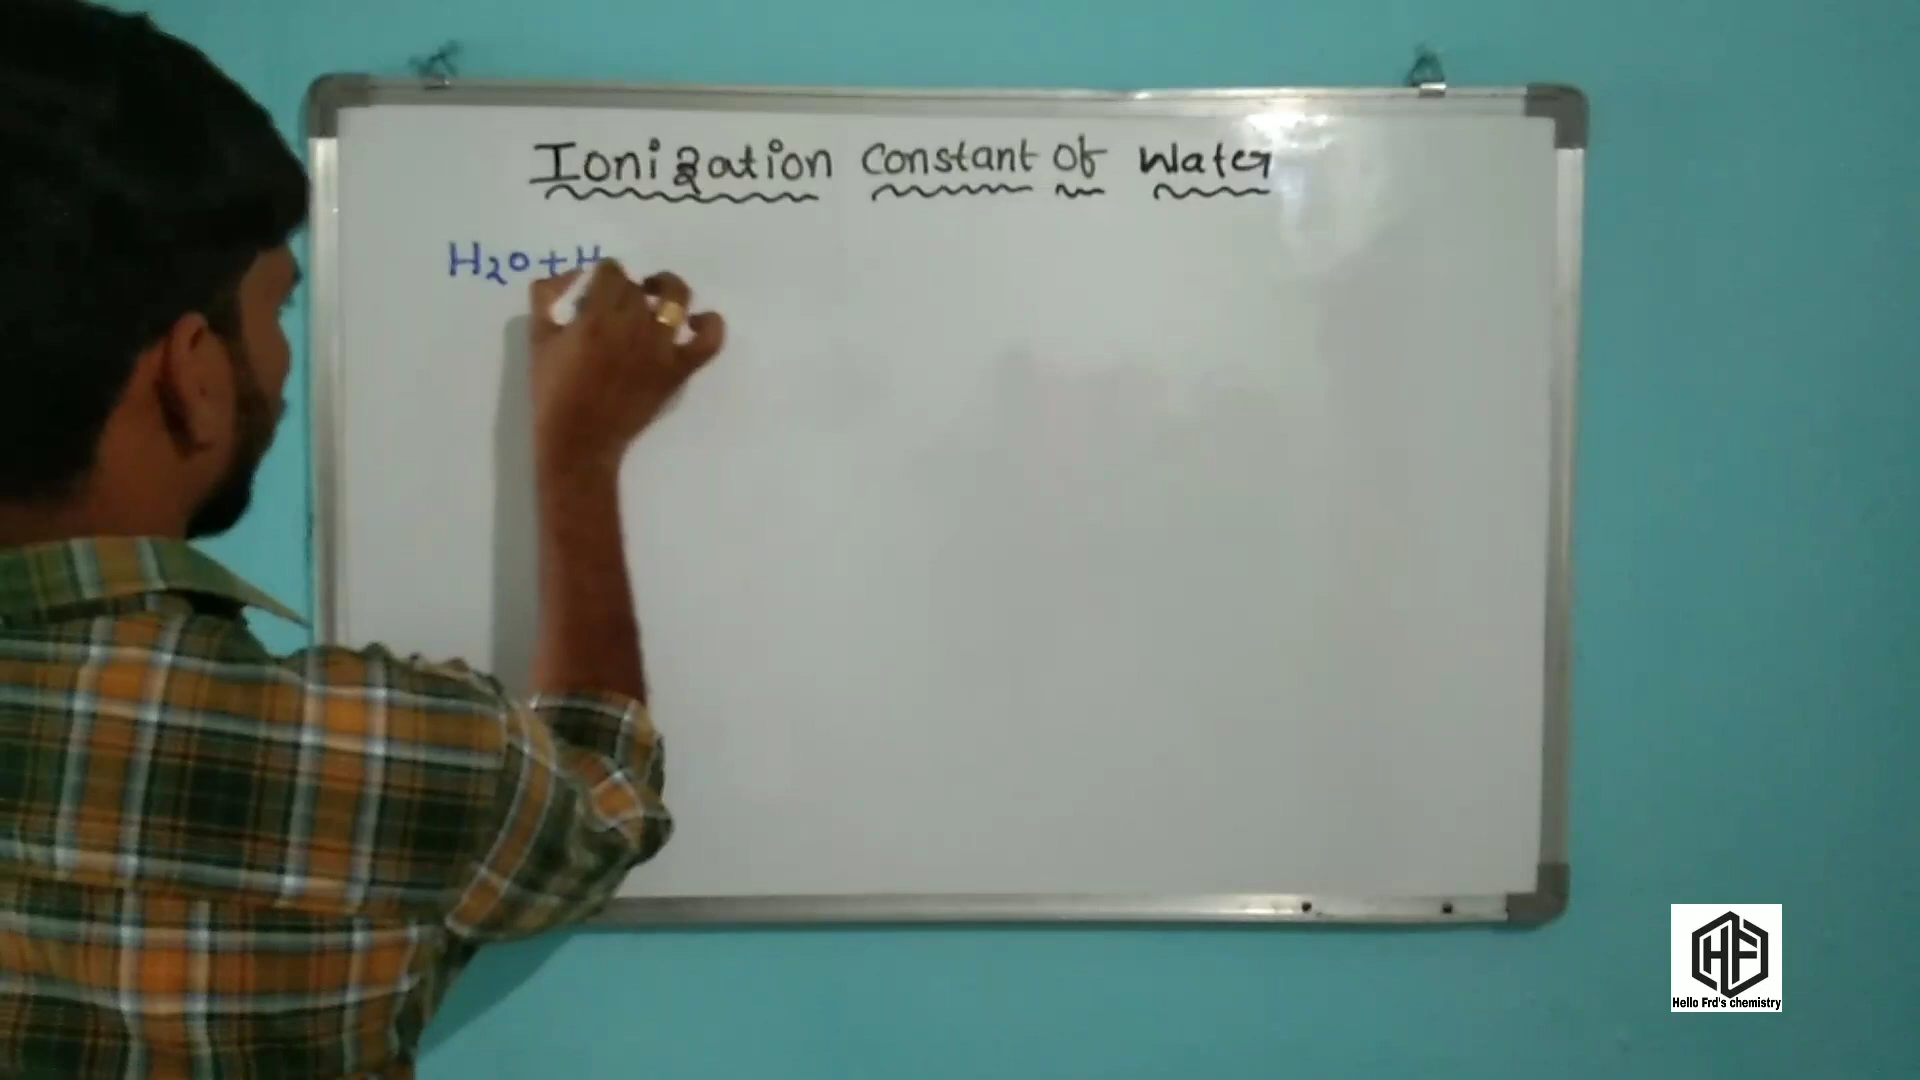 Ionization Constant Of Water
H₂O + H
Hello Frd's chemistry